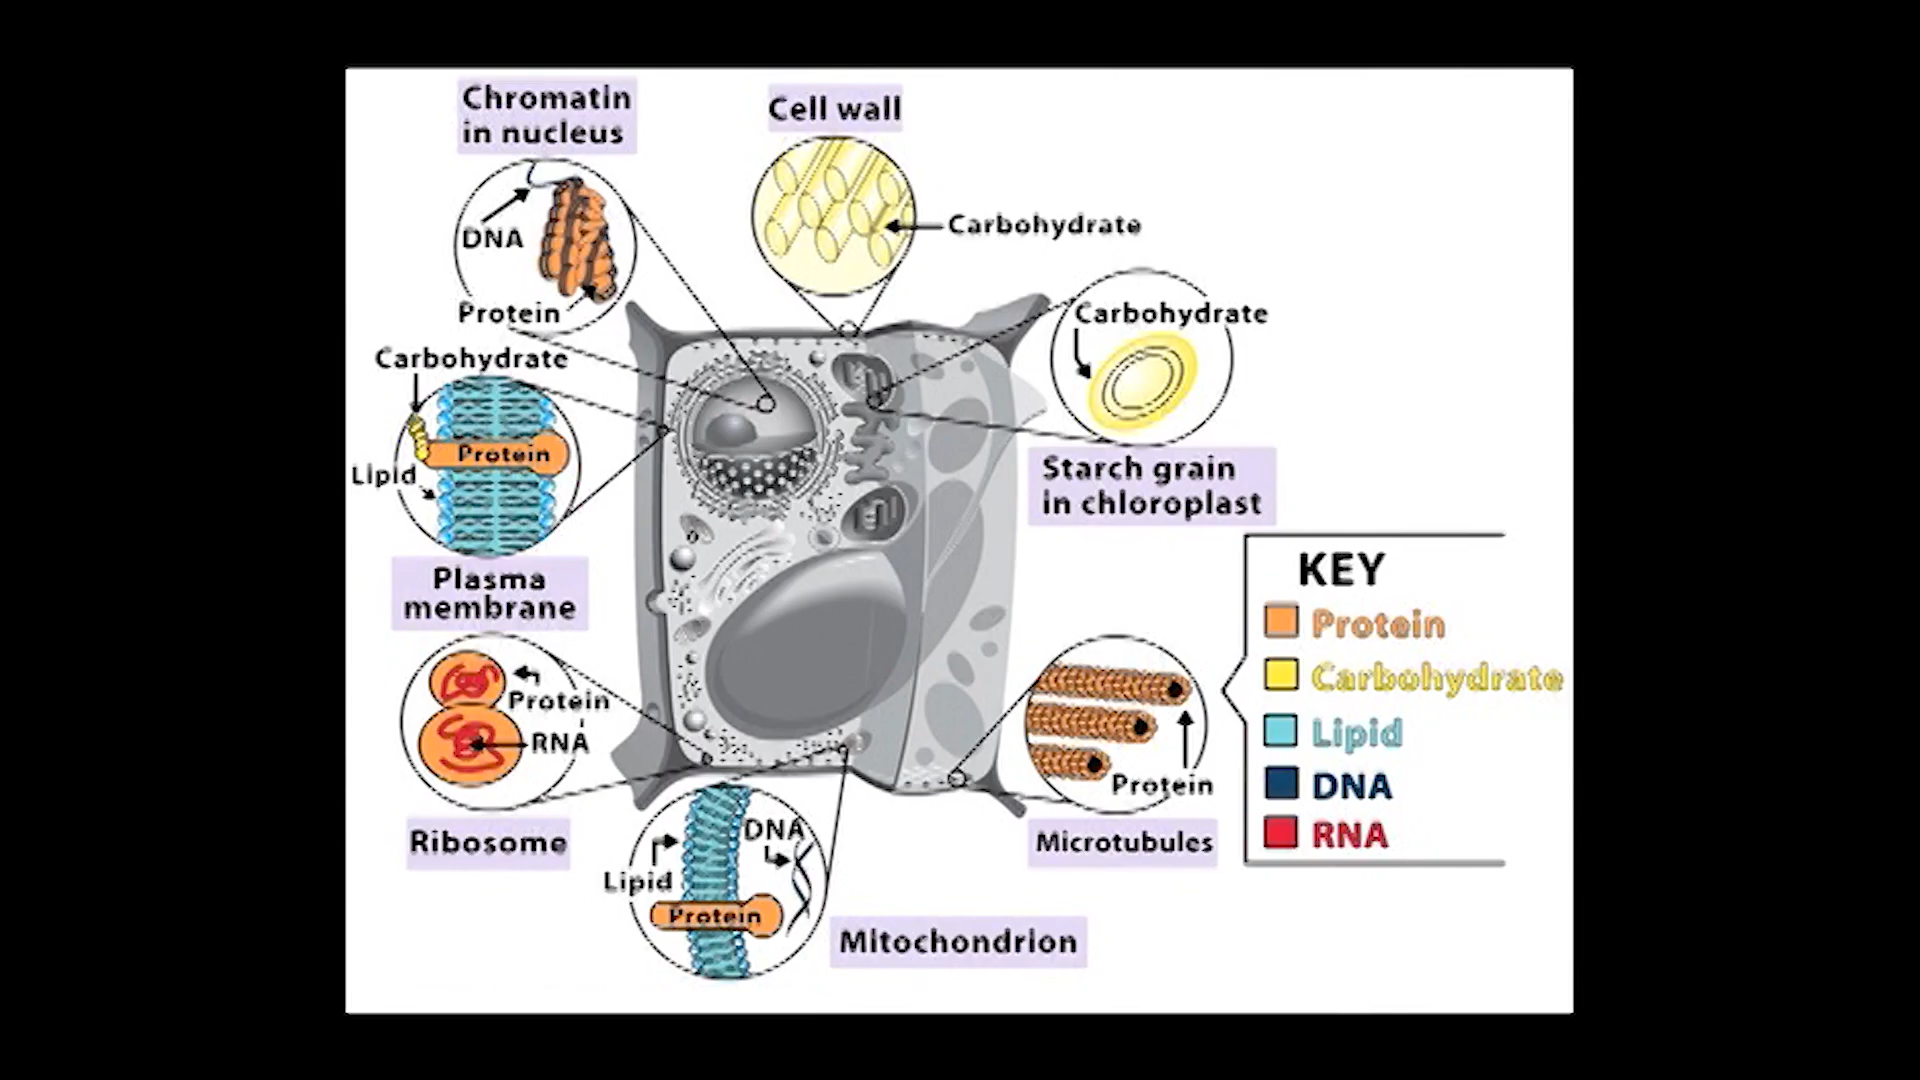 Chromatin
in nucleus
DNA
Protein
Cell wall
Carbohydrate
Carbohydrate
Starch grain
in chloroplast
Carbohydrate
Protein
Lipid
Plasma
membrane
Protein
RNA
Ribosome
DNA
Lipid
Protein
Mitochondrion
Protein
Microtubules
KEY
Protein
Carbohydrate
Lipid
DNA
RNA